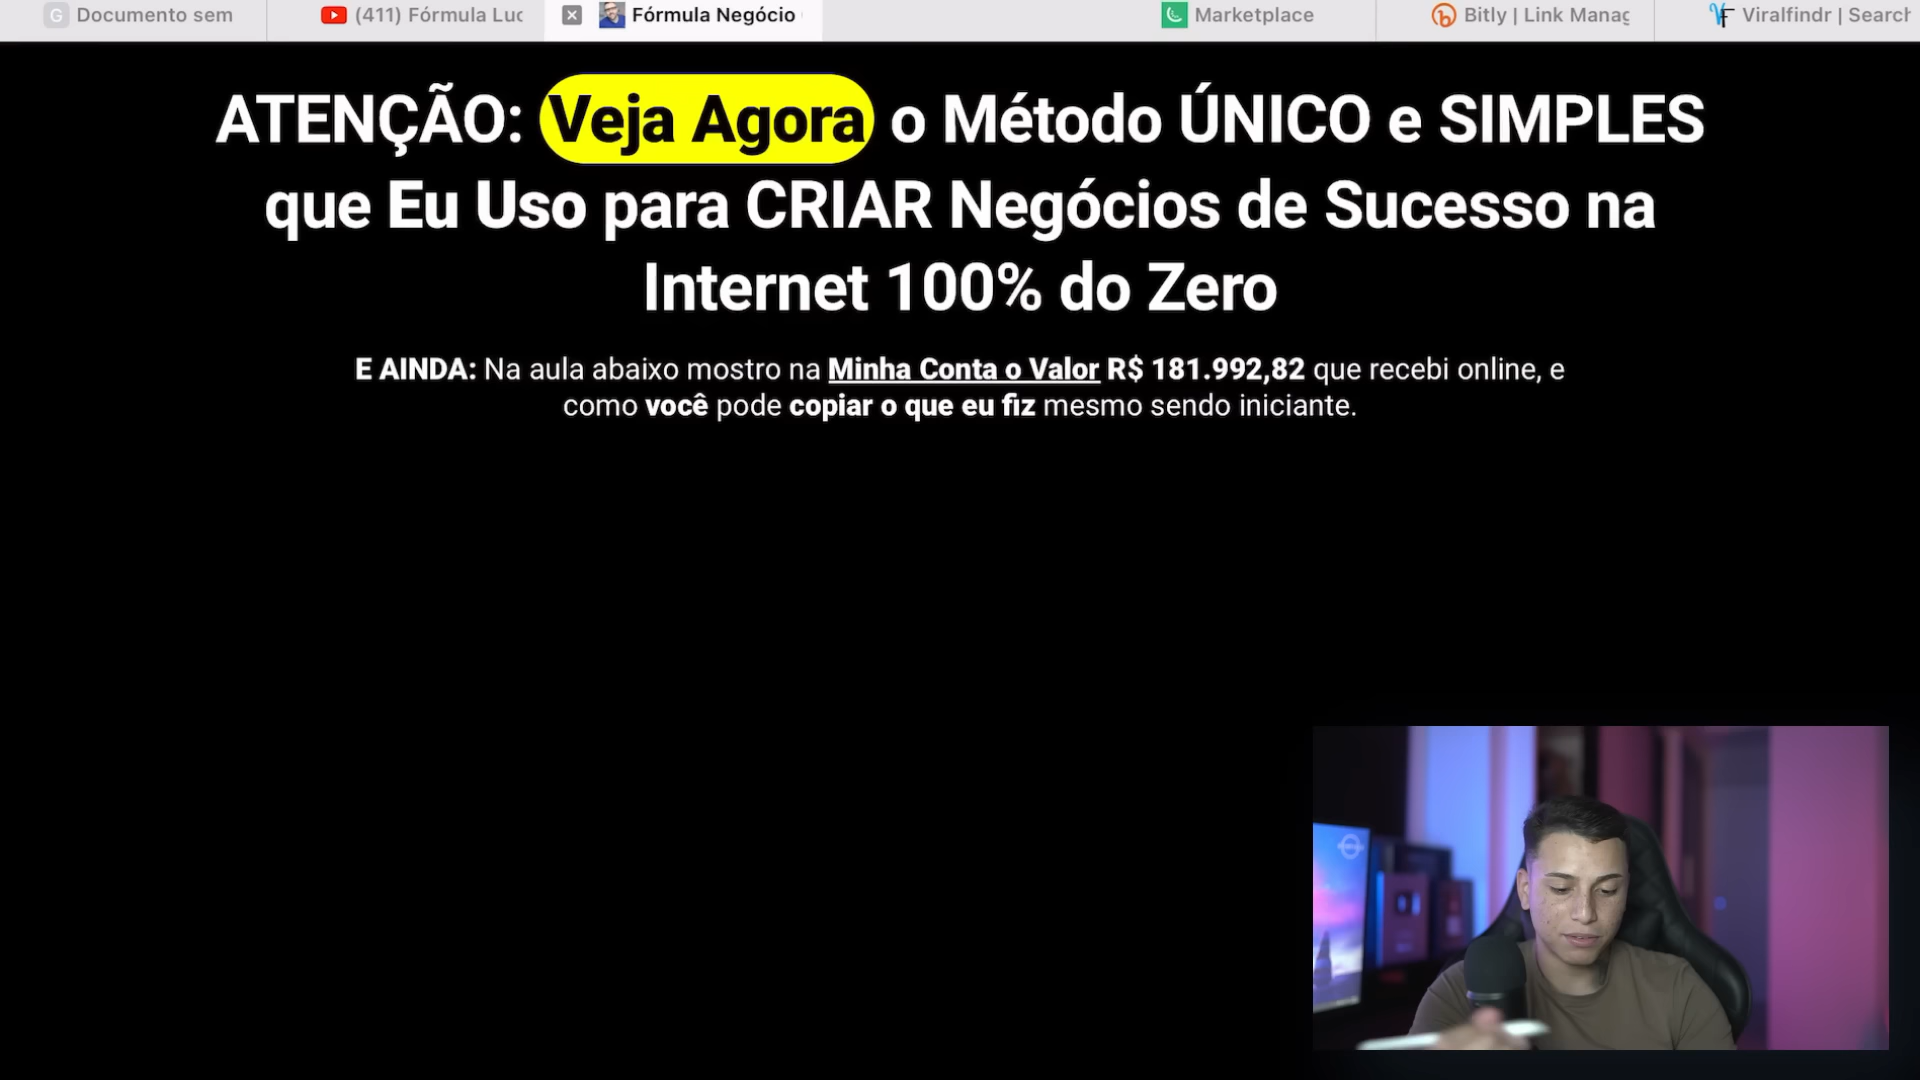 Documento sem
(411) Fórmula Luc
Fórmula Negócio
Marketplace
Bitly | Link Manag
Viralfindr | Search
ATENÇÃO: Veja Agora o Método ÚNICO e SIMPLES
que Eu Uso para CRIAR Negócios de Sucesso na
Internet 100% do Zero
E AINDA: Na aula abaixo mostro na Minha Conta o Valor R$ 181.992,82 que recebi online, e
como você pode copiar o que eu fiz mesmo sendo iniciante.